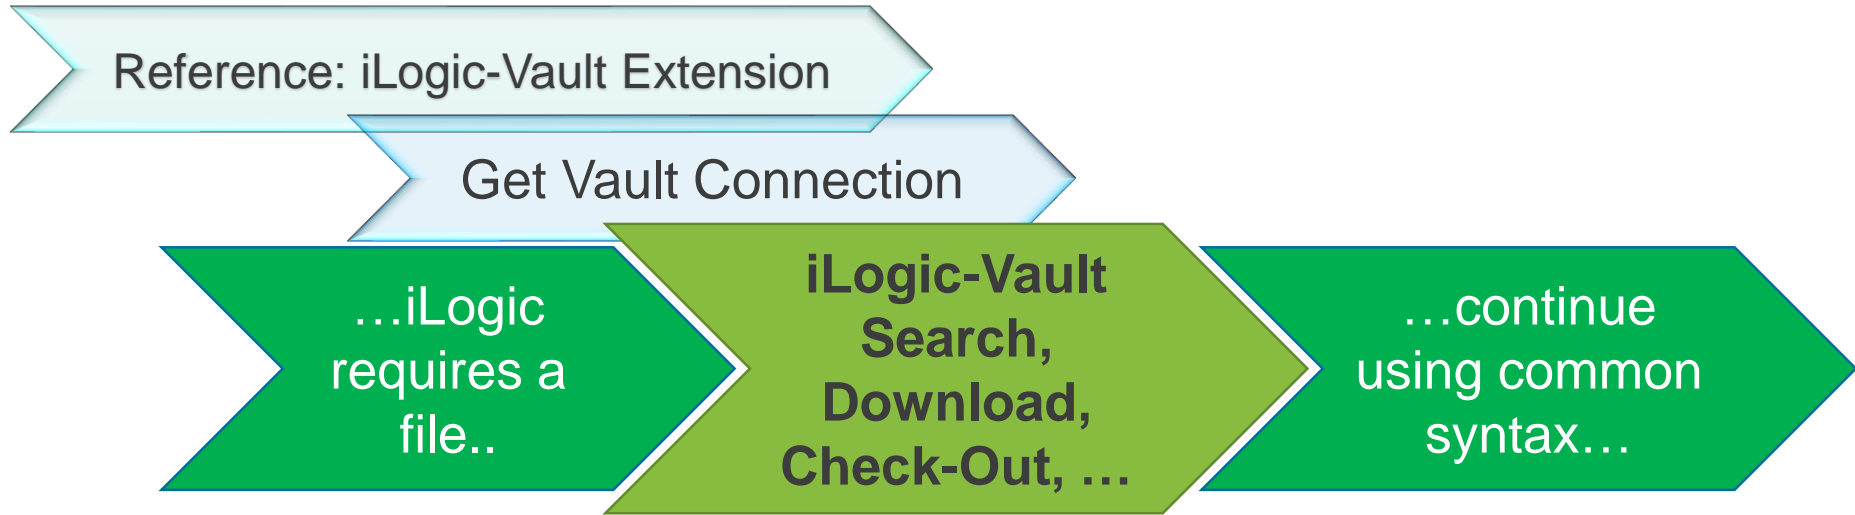 Reference: iLogic-Vault Extension
Get Vault Connection
…iLogic
requires a
file..
iLogic-Vault
Search,
Download,
Check-Out, …
…continue
using common
syntax…